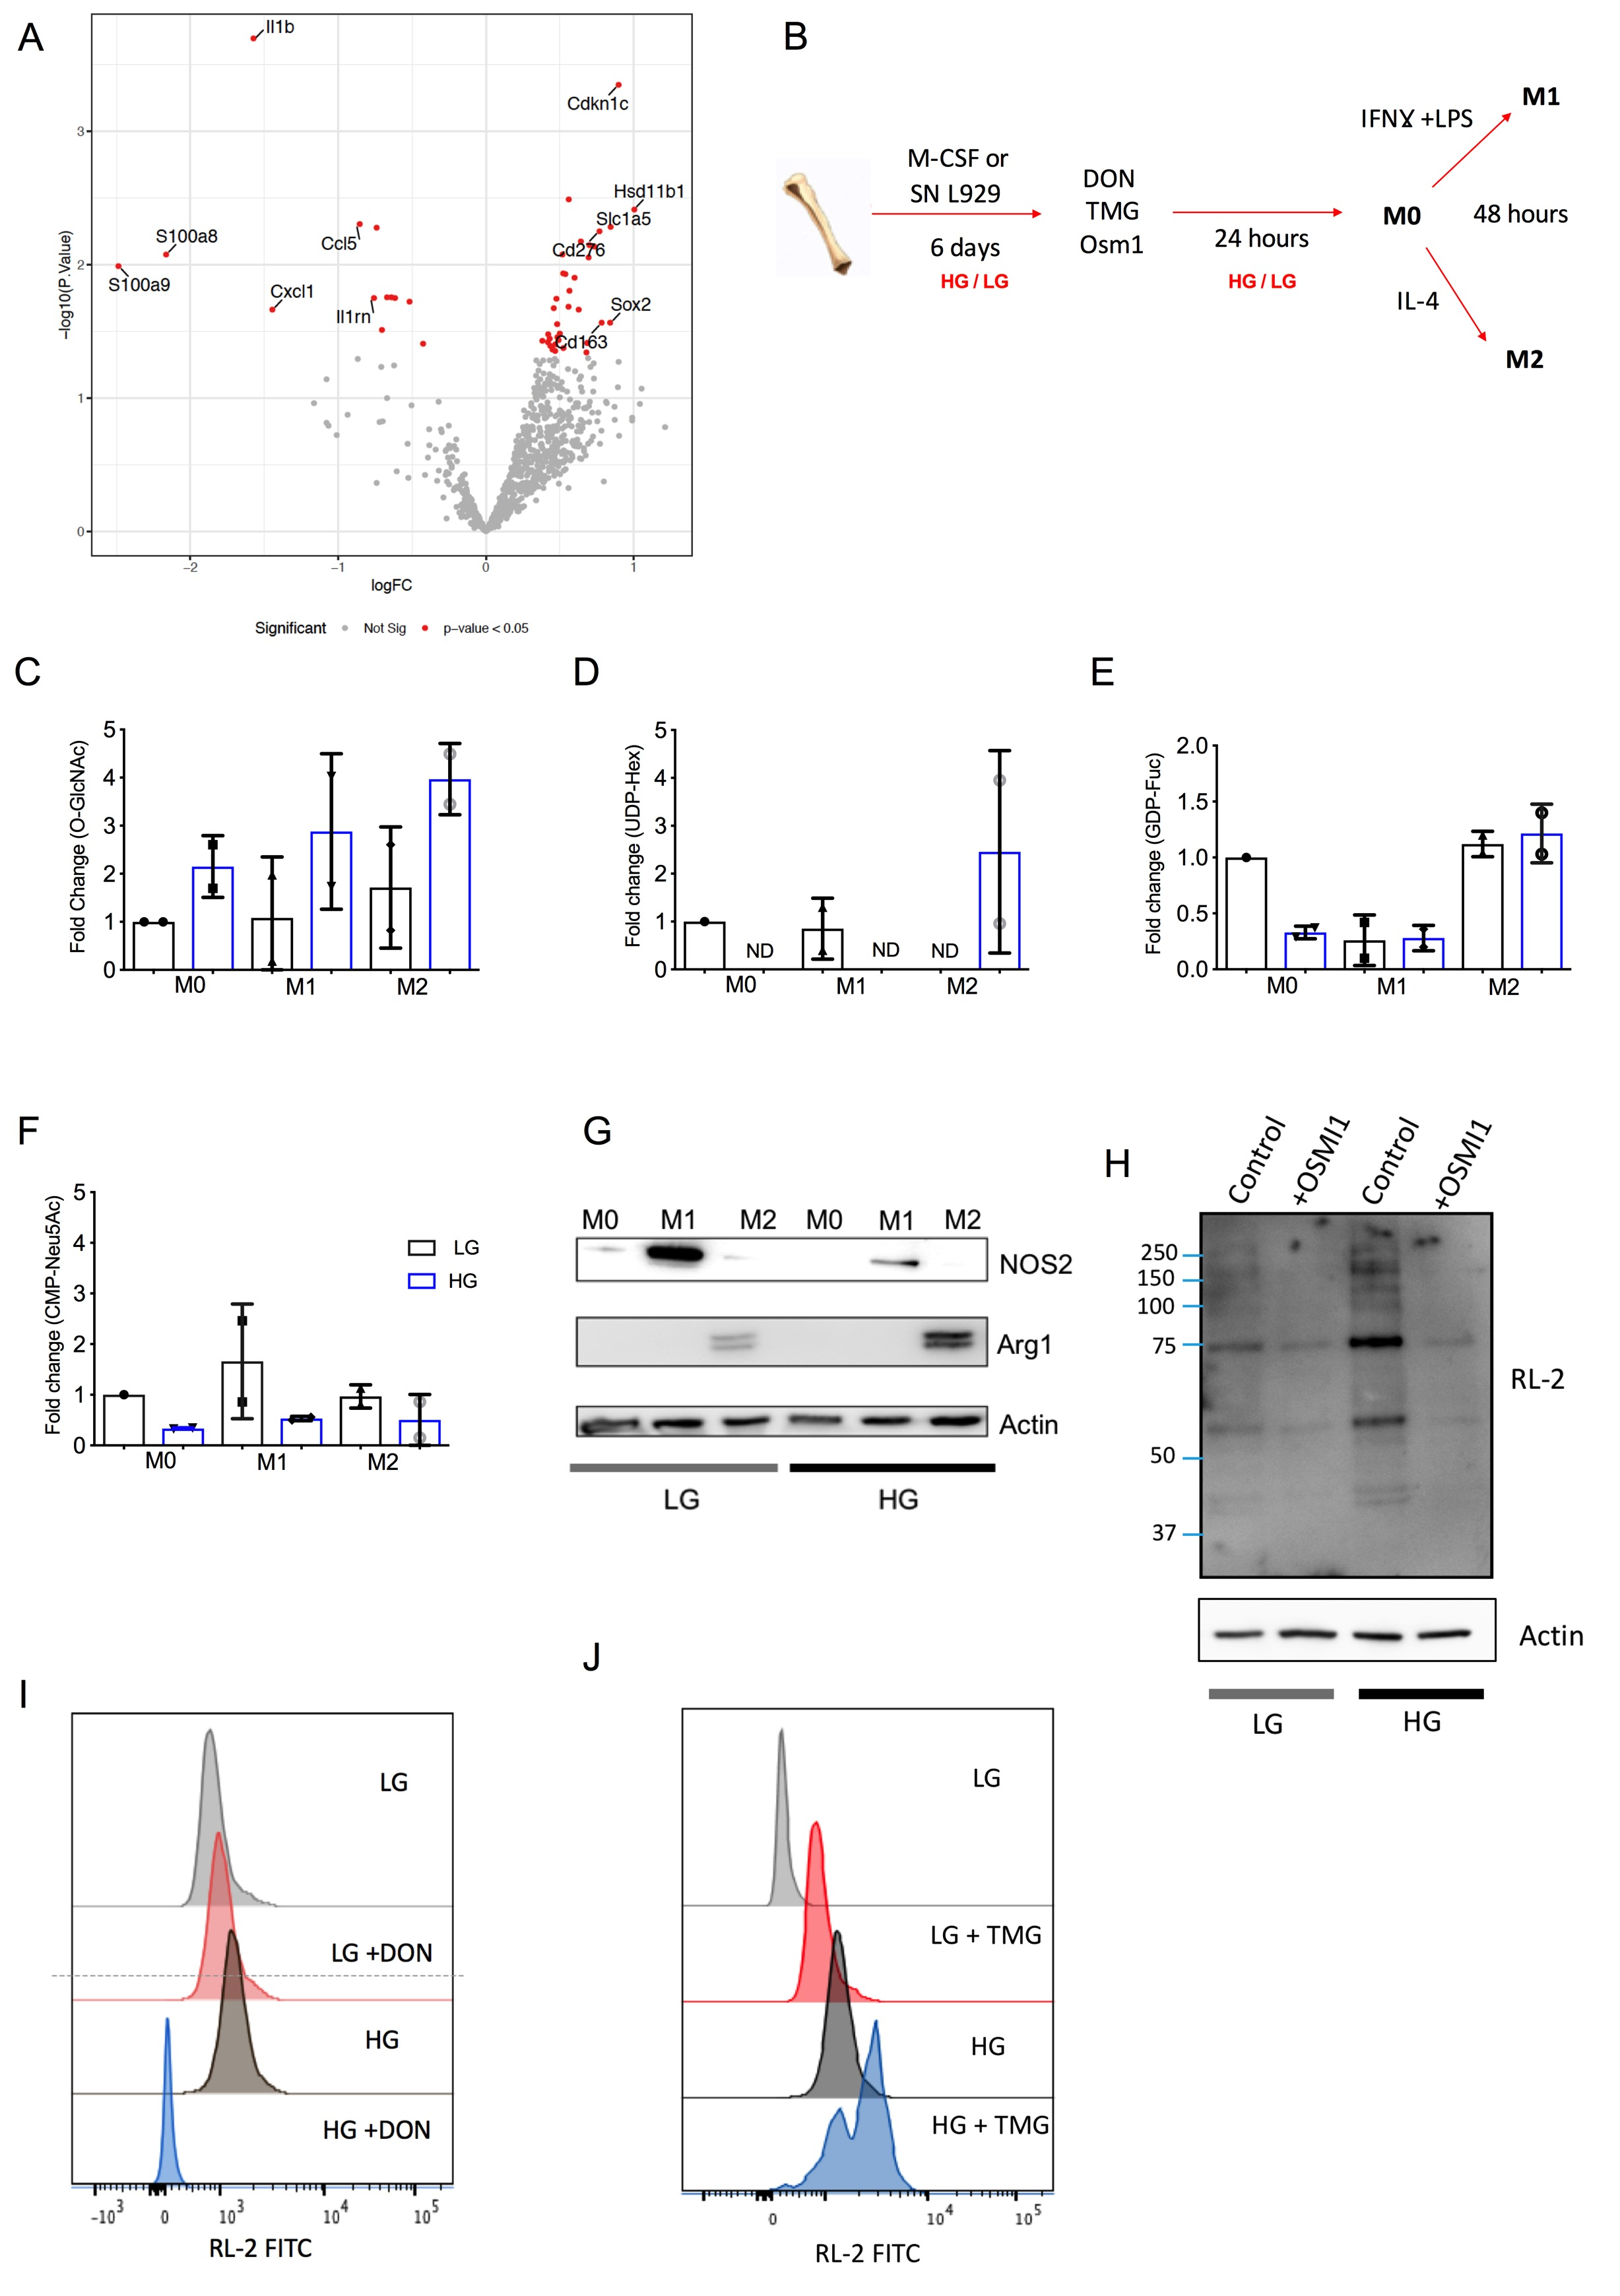 A
Il1b
Cdkn1c
Hsd11b1
Slc1a5
Cd276
Ccl5
S100a8
S100a9
Cxcl1
Il1rn
Sox2
Cd163
3
2
1
0
−log10(P.Value)
−2
−1
0
1
logFC
Significant
Not Sig
p−value < 0.05
B
M-CSF or
SN L929
6 days
HG / LG
DON
TMG
Osm1
24 hours
HG / LG
IFNɣ +LPS
M1
M0
48 hours
IL-4
M2
C
Fold Change (O-GlcNAc)
5
4
3
2
1
0
M0
M1
M2
D
Fold change (UDP-Hex)
5
4
3
2
1
0
ND
ND
ND
M0
M1
M2
E
Fold change (GDP-Fuc)
2.0
1.5
1.0
0.5
0.0
M0
M1
M2
F
Fold change (CMP-Neu5Ac)
5
4
3
2
1
0
LG
HG
M0
M1
M2
G
M0 M1 M2 M0 M1 M2
NOS2
Arg1
Actin
LG
HG
H
Control
+OSMI1
Control
+OSMI1
250
150
100
75
50
37
RL-2
Actin
LG
HG
I
LG
LG +DON
HG
HG +DON
-10³ 0 10³ 10⁴ 10⁵
RL-2 FITC
J
LG
LG + TMG
HG
HG + TMG
0 10⁴ 10⁵
RL-2 FITC